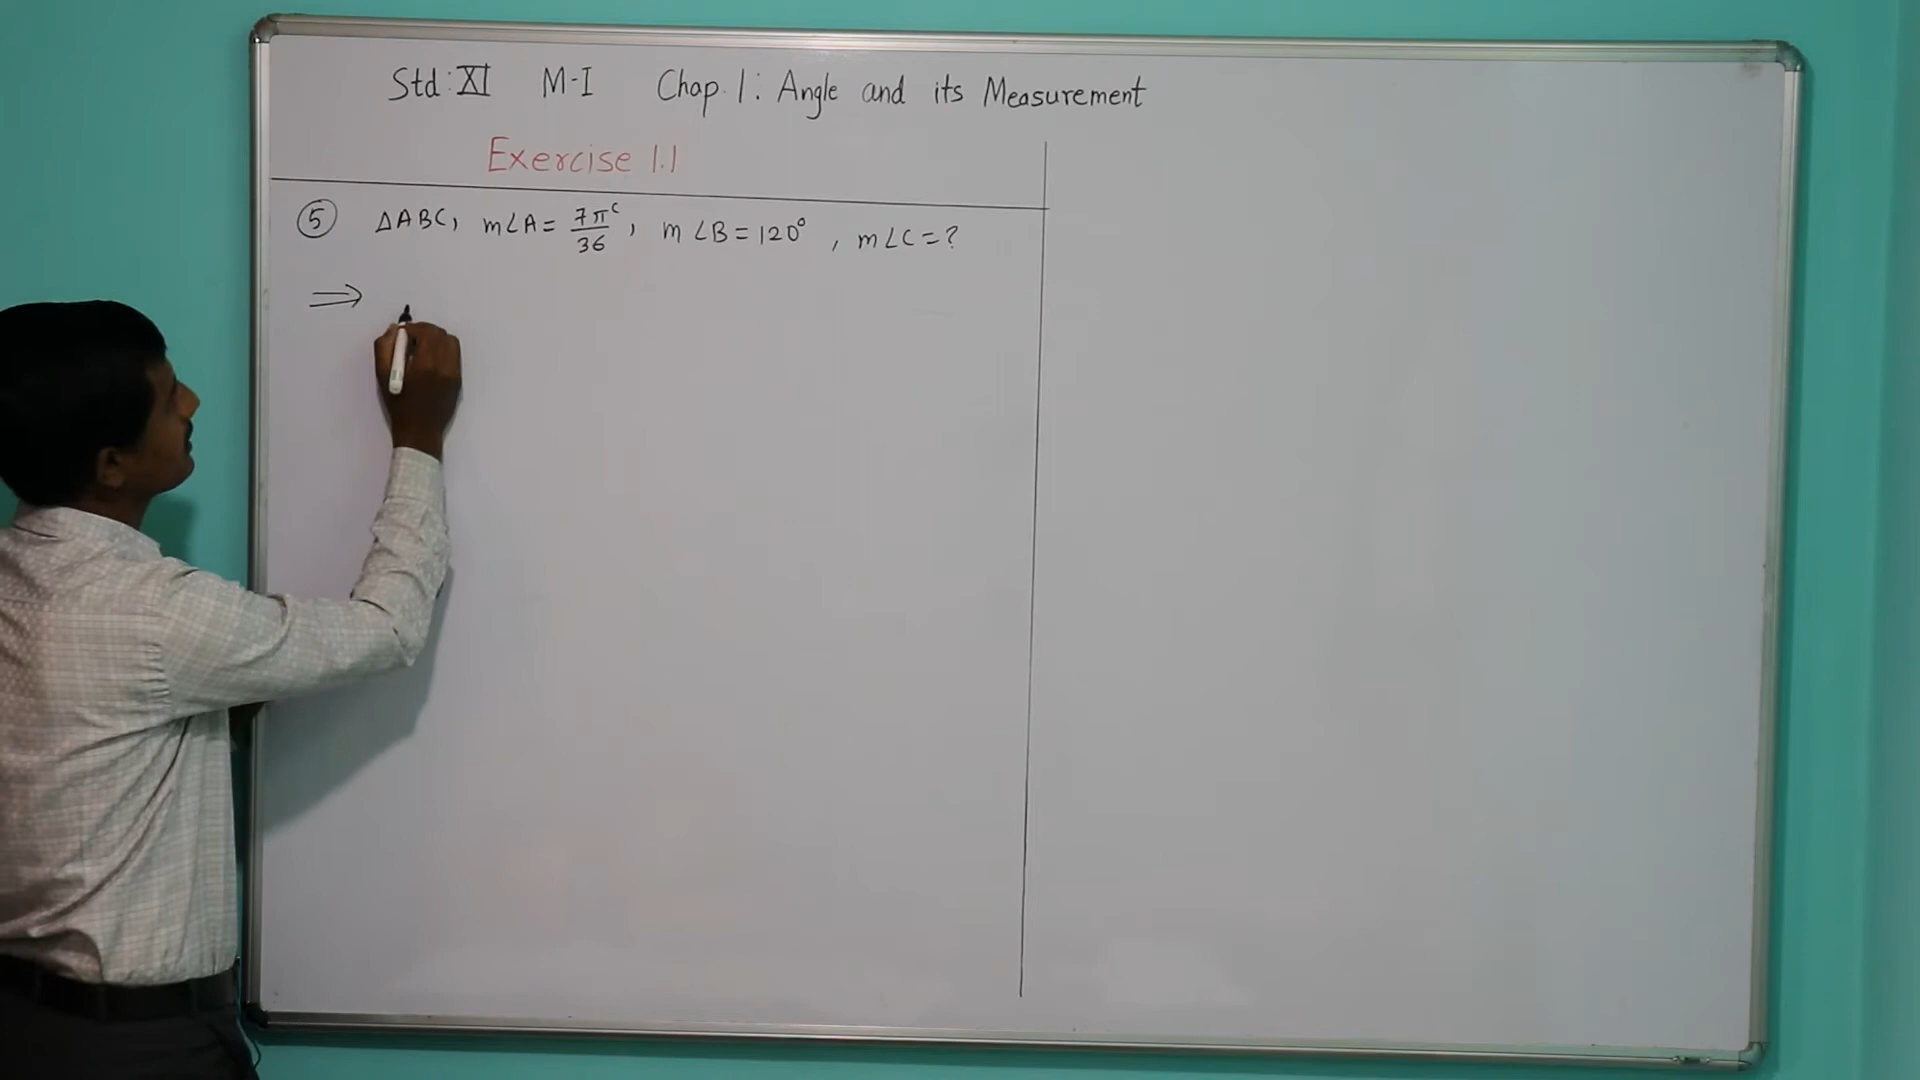 Std: XI M-I Chap. 1: Angle and its Measurement
Exercise 1.1
⑤ ΔABC, m∠A = 7π^c/36, m∠B = 120°, m∠C = ?
⇒